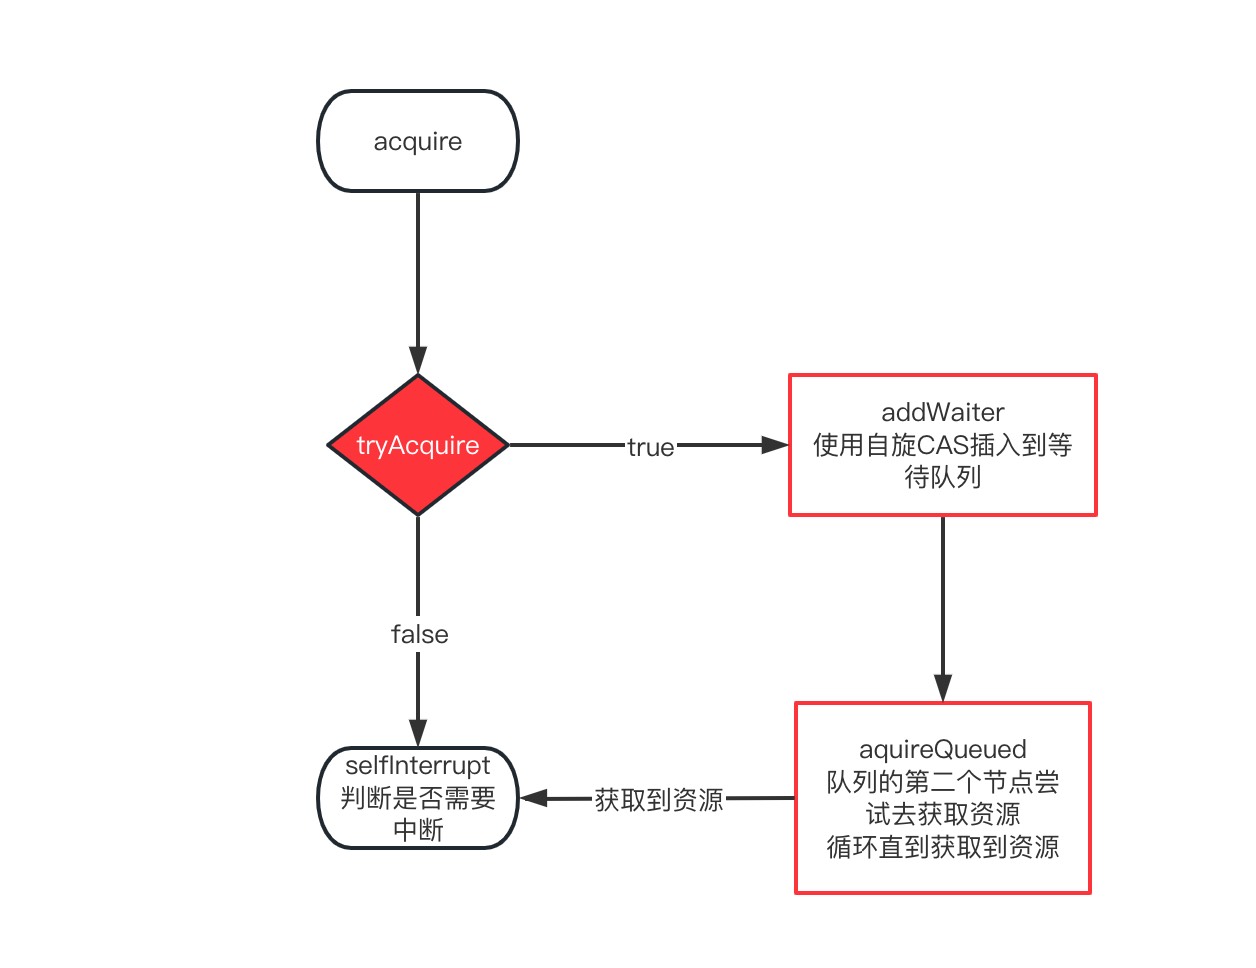 acquire
tryAcquire
true
addWaiter
使用自旋CAS插入到等
待队列
false
selfInterrupt
判断是否需要
中断
获取到资源
aquireQueued
队列的第二个节点尝
试去获取资源
循环直到获取到资源